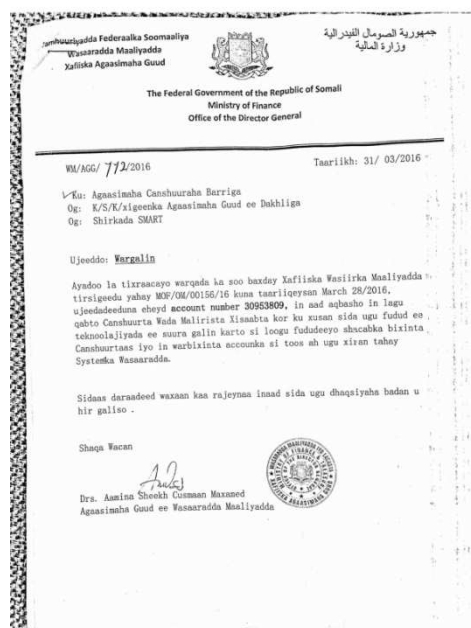 Jamhuuriyadda Federaalka Soomaaliya
Wasaaradda Maaliyadda
Xafiiska Agaasimaha Guud
جمهورية الصومال الفيدرالية
وزارة المالية
The Federal Government of the Republic of Somali
Ministry of Finance
Office of the Director General
WM/AGG/ 772/2016
Taariikh: 31/ 03/2016
Ku: Agaasimaha Canshuuraha Barriga
Og: K/S/K/xigeenka Agaasimaha Guud ee Dakhliga
Og: Shirkada SMART
Ujeeddo: Wargalin
Ayadoo la tixraacayo warqada ka soo baxday Xafiiska Wasiirka Maaliyadda
tirsigeedu yahay MOF/OM/00156/16 kuna taariiqeysan March 28/2016,
ujeedadeeduna eheyd account number 30953809, in aad aqbasho In lagu
qabto Canshuurta Wada Malirista Xisaabta kor ku xusan sida ugu fudud ee
teknoolajiyada ee suura galin karto si loogu fududeeyo shacabka bixinta
Canshuurtaas iyo in warbixinta accounka si toos ah ugu xiran tahay
Systemka Wasaaradda.
Sidaas daraadeed waxaan kaa rajeynaa inaad sida ugu dhaqsiyaha badan u
hir galiso .
Shaqa Wacan
Drs. Aamina Sheekh Cusmaan Maxamed
Agaasimaha Guud ee Wasaaradda Maaliyadda